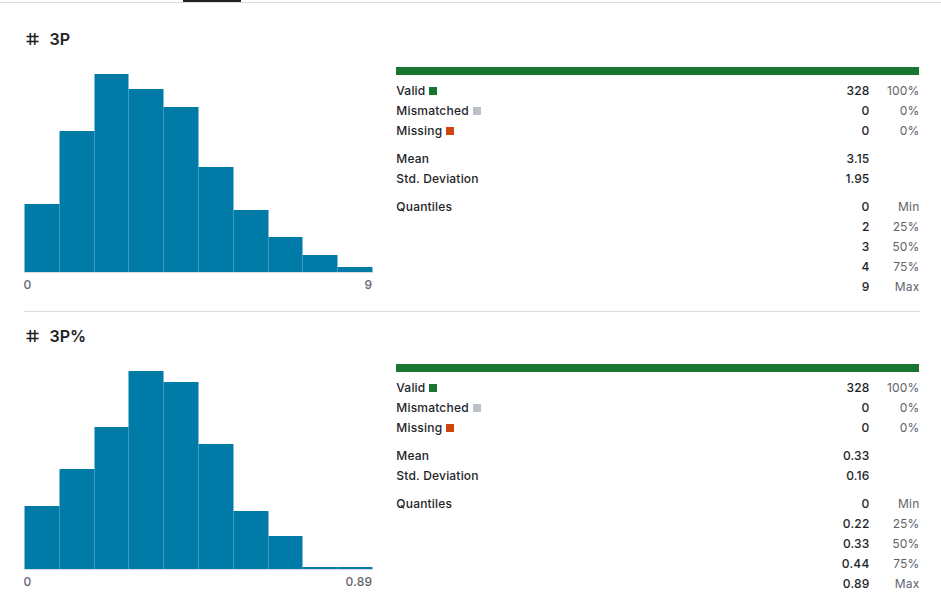 # 3P
Valid 328 100%
Mismatched 0 0%
Missing 0 0%
Mean 3.15
Std. Deviation 1.95
Quantiles 0 Min
2 25%
3 50%
4 75%
9 Max
0 9
# 3P%
Valid 328 100%
Mismatched 0 0%
Missing 0 0%
Mean 0.33
Std. Deviation 0.16
Quantiles 0 Min
0.22 25%
0.33 50%
0.44 75%
0.89 Max
0 0.89